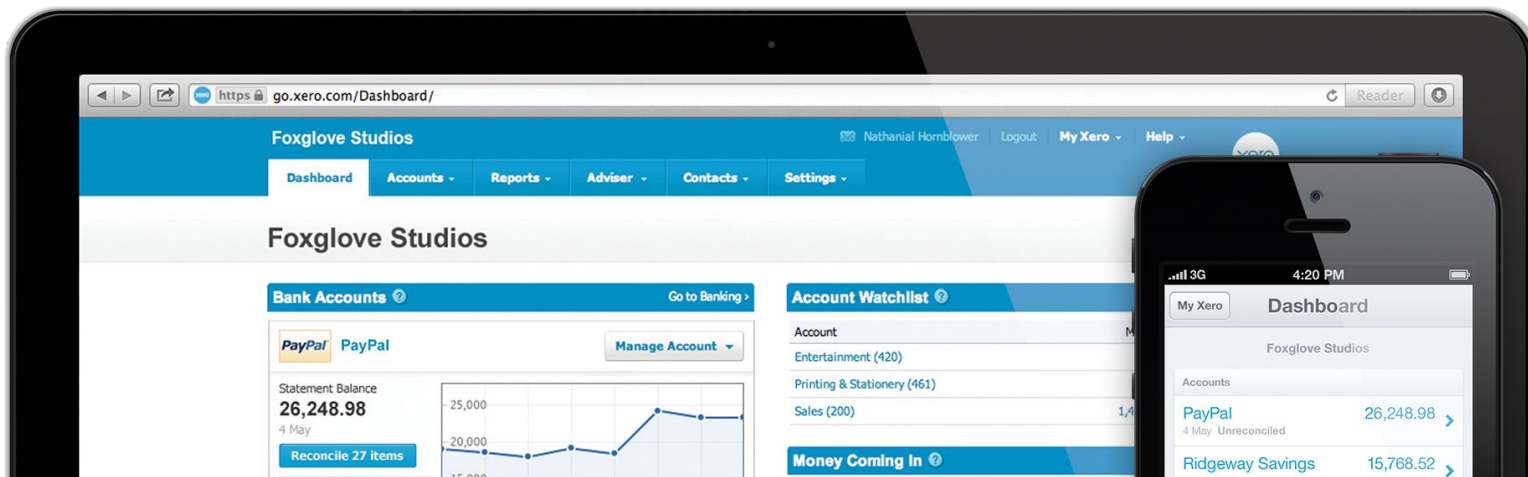 https go.xero.com/Dashboard/
Reader
Foxglove Studios
Nathanial Hornblower Logout My Xero Help
xero
Dashboard Accounts Reports Adviser Contacts Settings
Foxglove Studios
Bank Accounts ? Go to Banking ›
PayPal PayPal
Manage Account
Statement Balance
26,248.98
4 May
Reconcile 27 items
25,000
20,000
15,000
Account Watchlist ?
Account
Entertainment (420)
Printing & Stationery (461)
Sales (200)
Money Coming In ?
3G 4:20 PM
My Xero Dashboard
Foxglove Studios
Accounts
PayPal 26,248.98
4 May Unreconciled
Ridgeway Savings 15,768.52